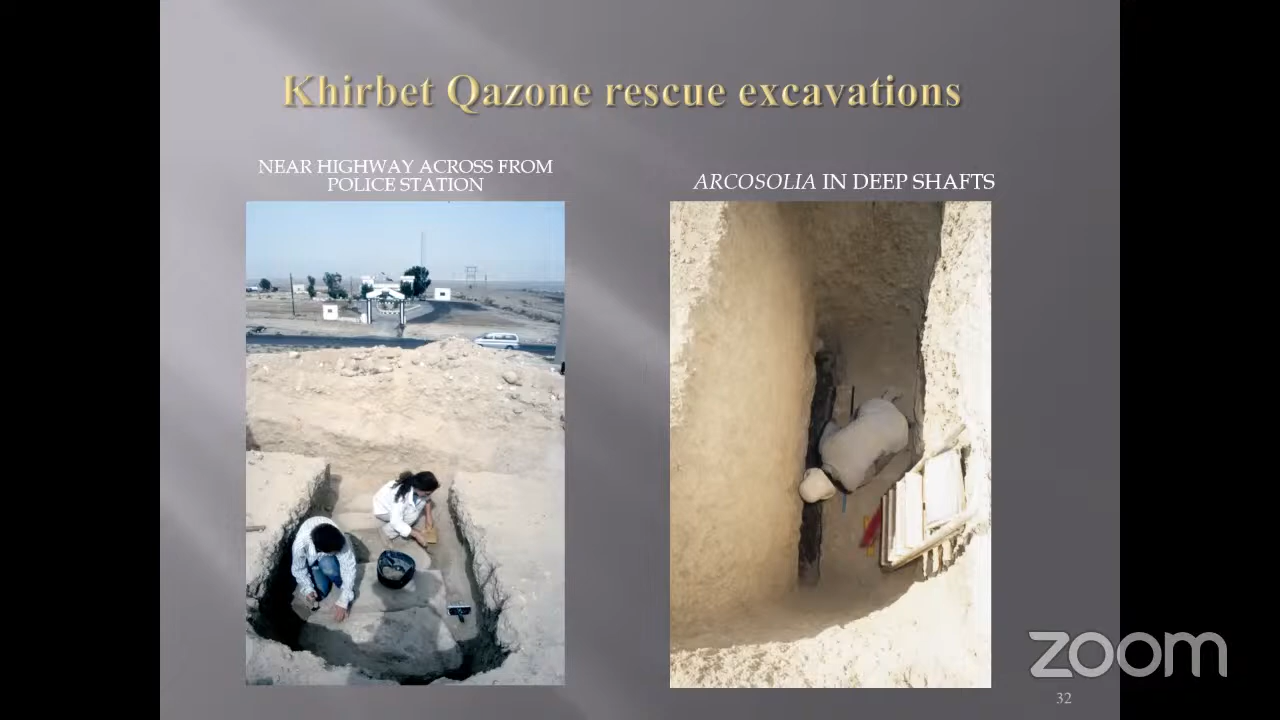 Khirbet Qazone rescue excavations
NEAR HIGHWAY ACROSS FROM
POLICE STATION
ARCOSOLIA IN DEEP SHAFTS
zoom
32